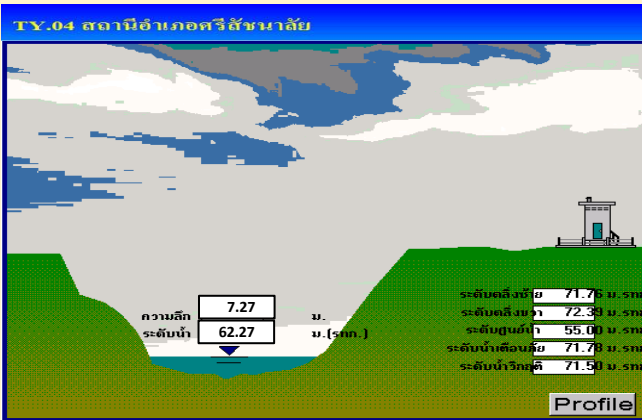 TY.04 สถานีอำเภอศรีสัชนาลัย
ความลึก 7.27 ม.
ระดับน้ำ 62.27 ม.(รทก.)
ระดับตลิ่งซ้าย 71.76 ม.รทก
ระดับตลิ่งขวา 72.39 ม.รทก
ระดับศูนย์น้ำ 55.00 ม.รทก
ระดับน้ำเตือนภัย 71.78 ม.รทก
ระดับน้ำวิกฤติ 71.50 ม.รทก
Profile